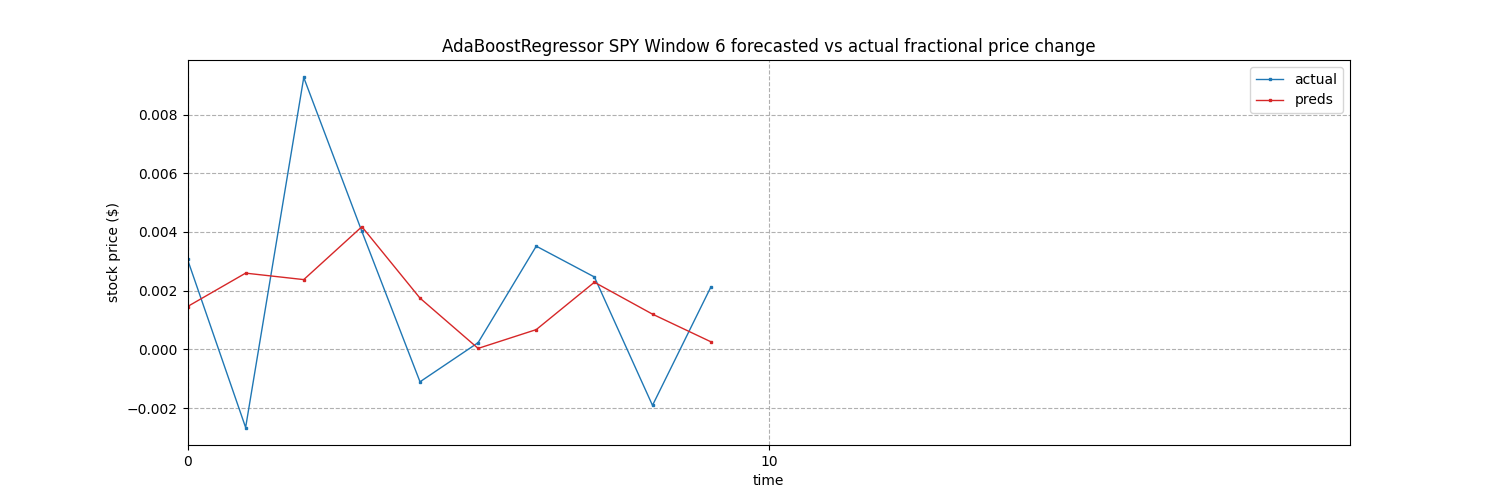 AdaBoostRegressor SPY Window 6 forecasted vs actual fractional price change
actual
preds
0.008
0.006
0.004
0.002
0.000
−0.002
stock price ($)
0
10
time